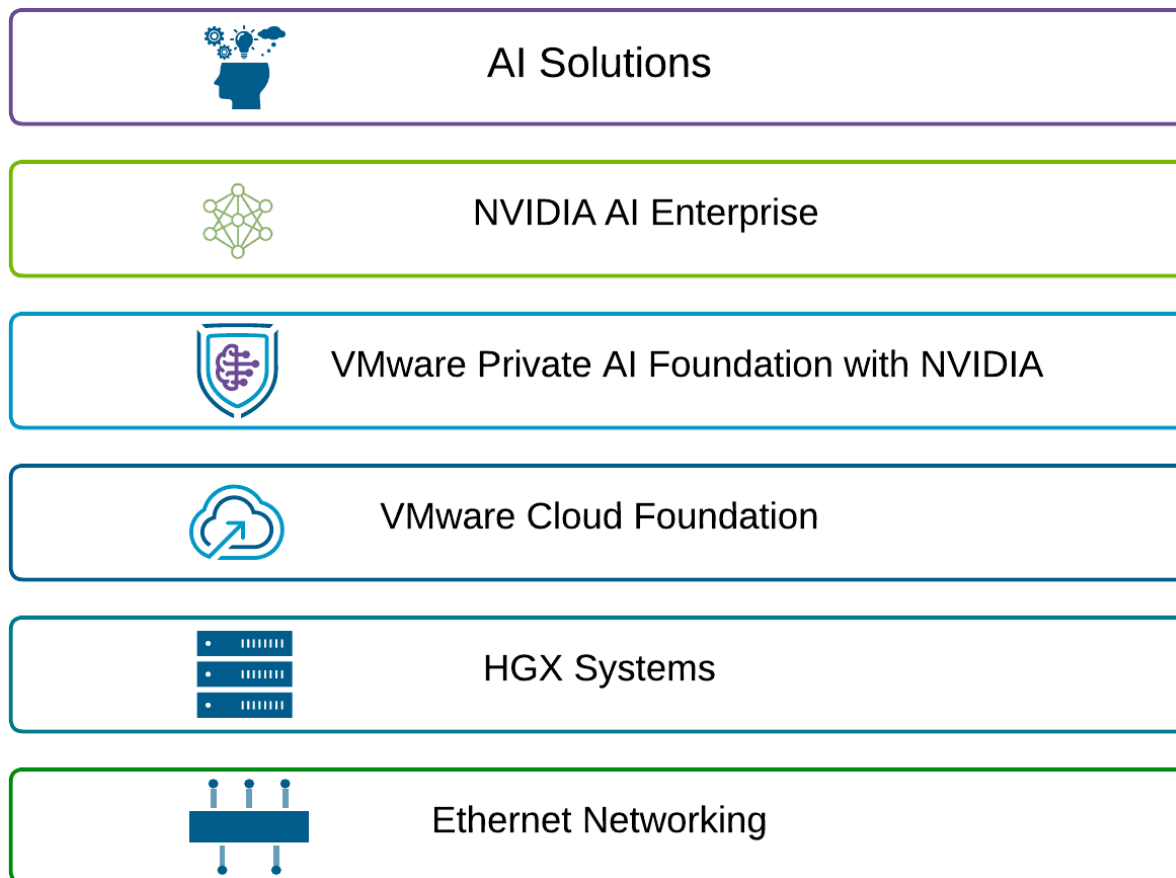 AI Solutions
NVIDIA AI Enterprise
VMware Private AI Foundation with NVIDIA
VMware Cloud Foundation
HGX Systems
Ethernet Networking